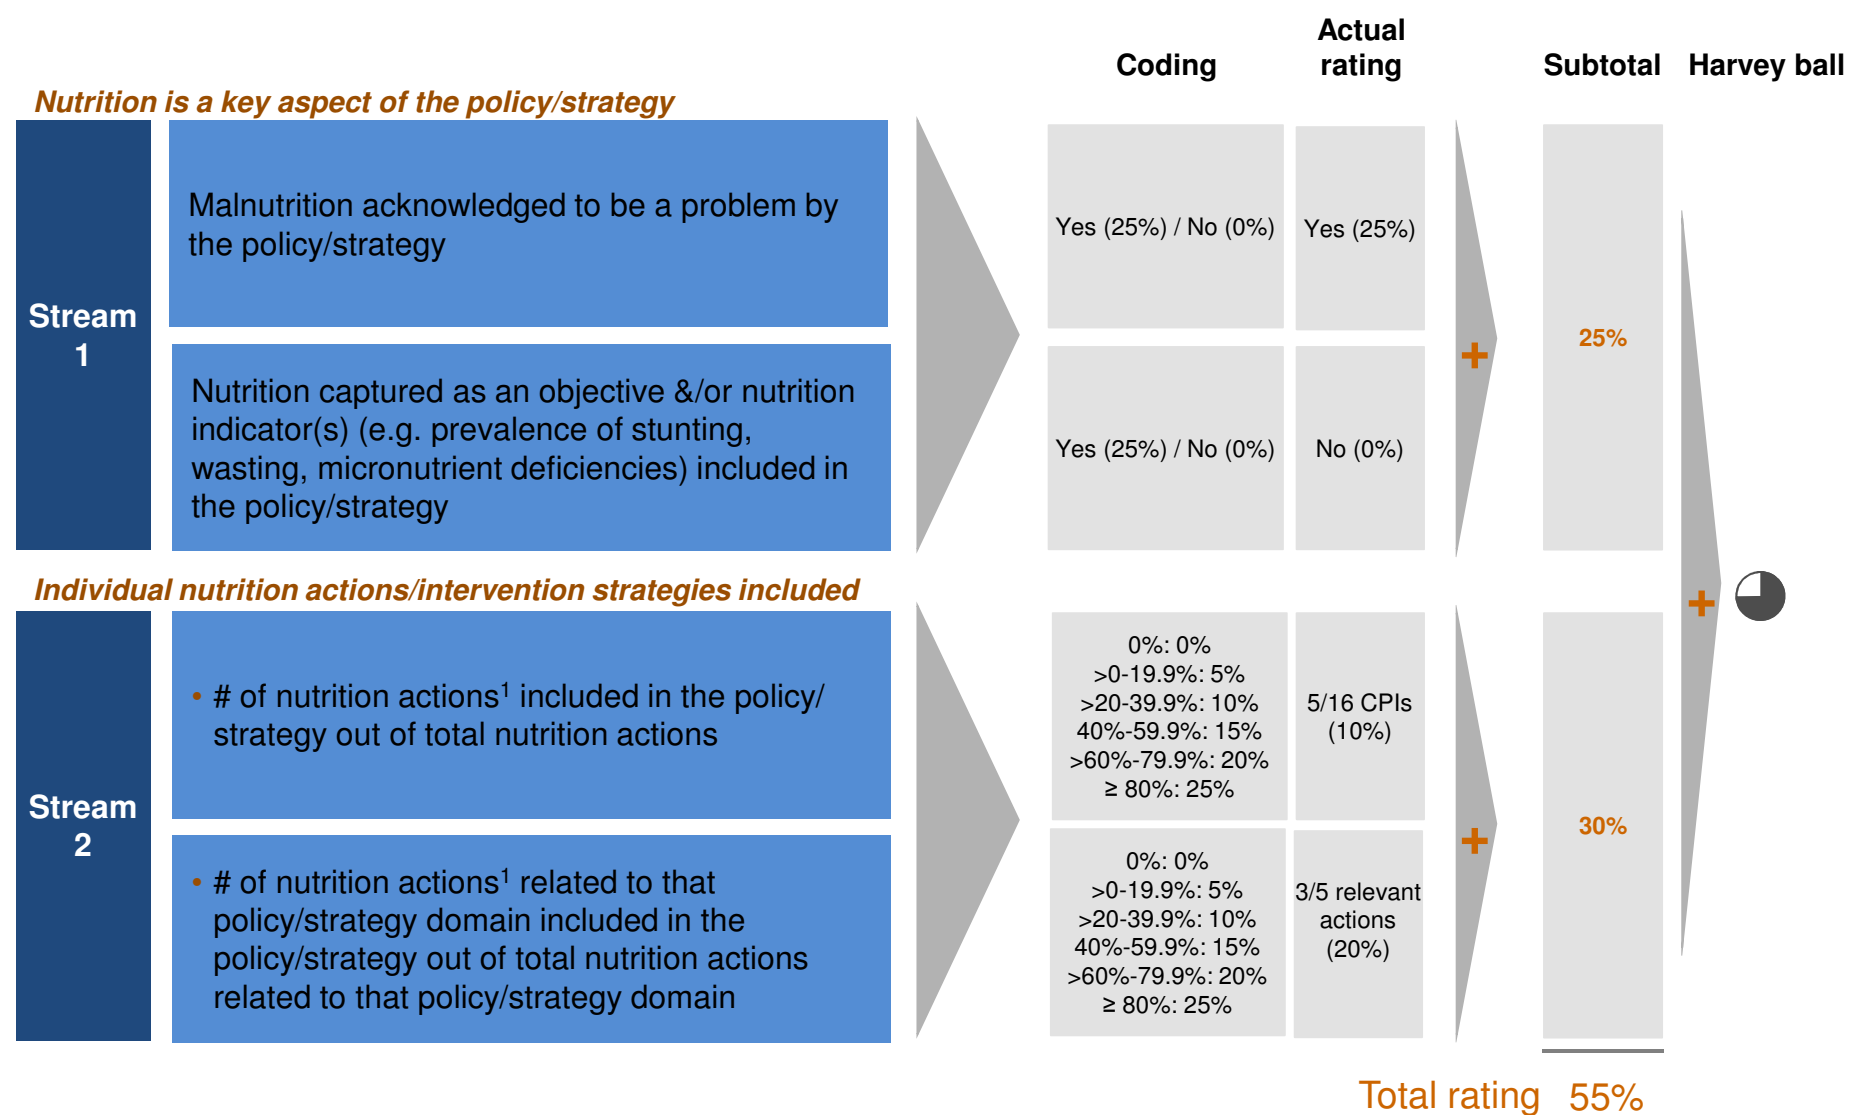 Coding
Actual
rating
Subtotal
Harvey ball
Nutrition is a key aspect of the policy/strategy
Stream
1
Malnutrition acknowledged to be a problem by
the policy/strategy
Yes (25%) / No (0%)
Yes (25%)
Nutrition captured as an objective &/or nutrition
indicator(s) (e.g. prevalence of stunting,
wasting, micronutrient deficiencies) included in
the policy/strategy
Yes (25%) / No (0%)
No (0%)
+
25%
Individual nutrition actions/intervention strategies included
Stream
2
• # of nutrition actions¹ included in the policy/
strategy out of total nutrition actions
0%: 0%
>0-19.9%: 5%
>20-39.9%: 10%
40%-59.9%: 15%
>60%-79.9%: 20%
≥ 80%: 25%
5/16 CPIs
(10%)
• # of nutrition actions¹ related to that
policy/strategy domain included in the
policy/strategy out of total nutrition actions
related to that policy/strategy domain
0%: 0%
>0-19.9%: 5%
>20-39.9%: 10%
40%-59.9%: 15%
>60%-79.9%: 20%
≥ 80%: 25%
3/5 relevant
actions
(20%)
+
30%
+
Total rating 55%